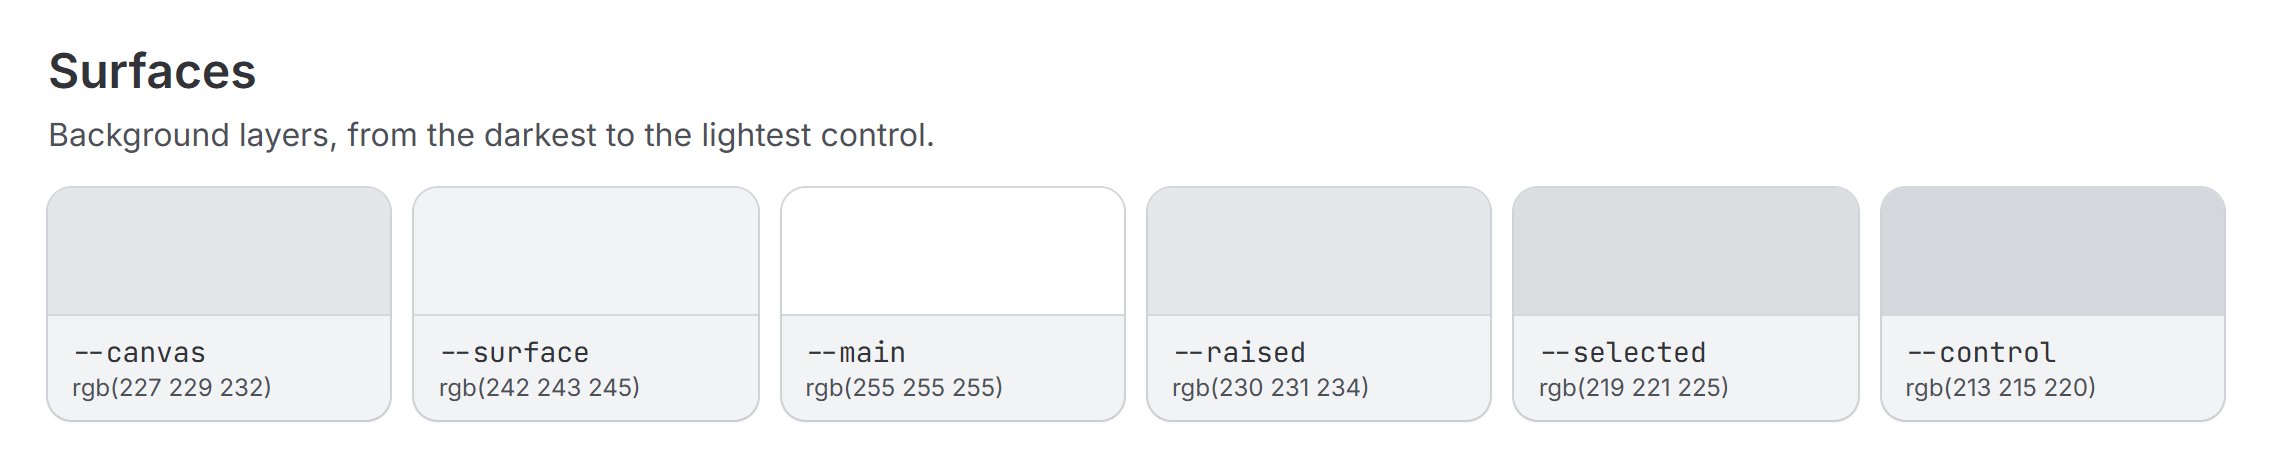 Surfaces
Background layers, from the darkest to the lightest control.
--canvas
rgb(227 229 232)
--surface
rgb(242 243 245)
--main
rgb(255 255 255)
--raised
rgb(230 231 234)
--selected
rgb(219 221 225)
--control
rgb(213 215 220)